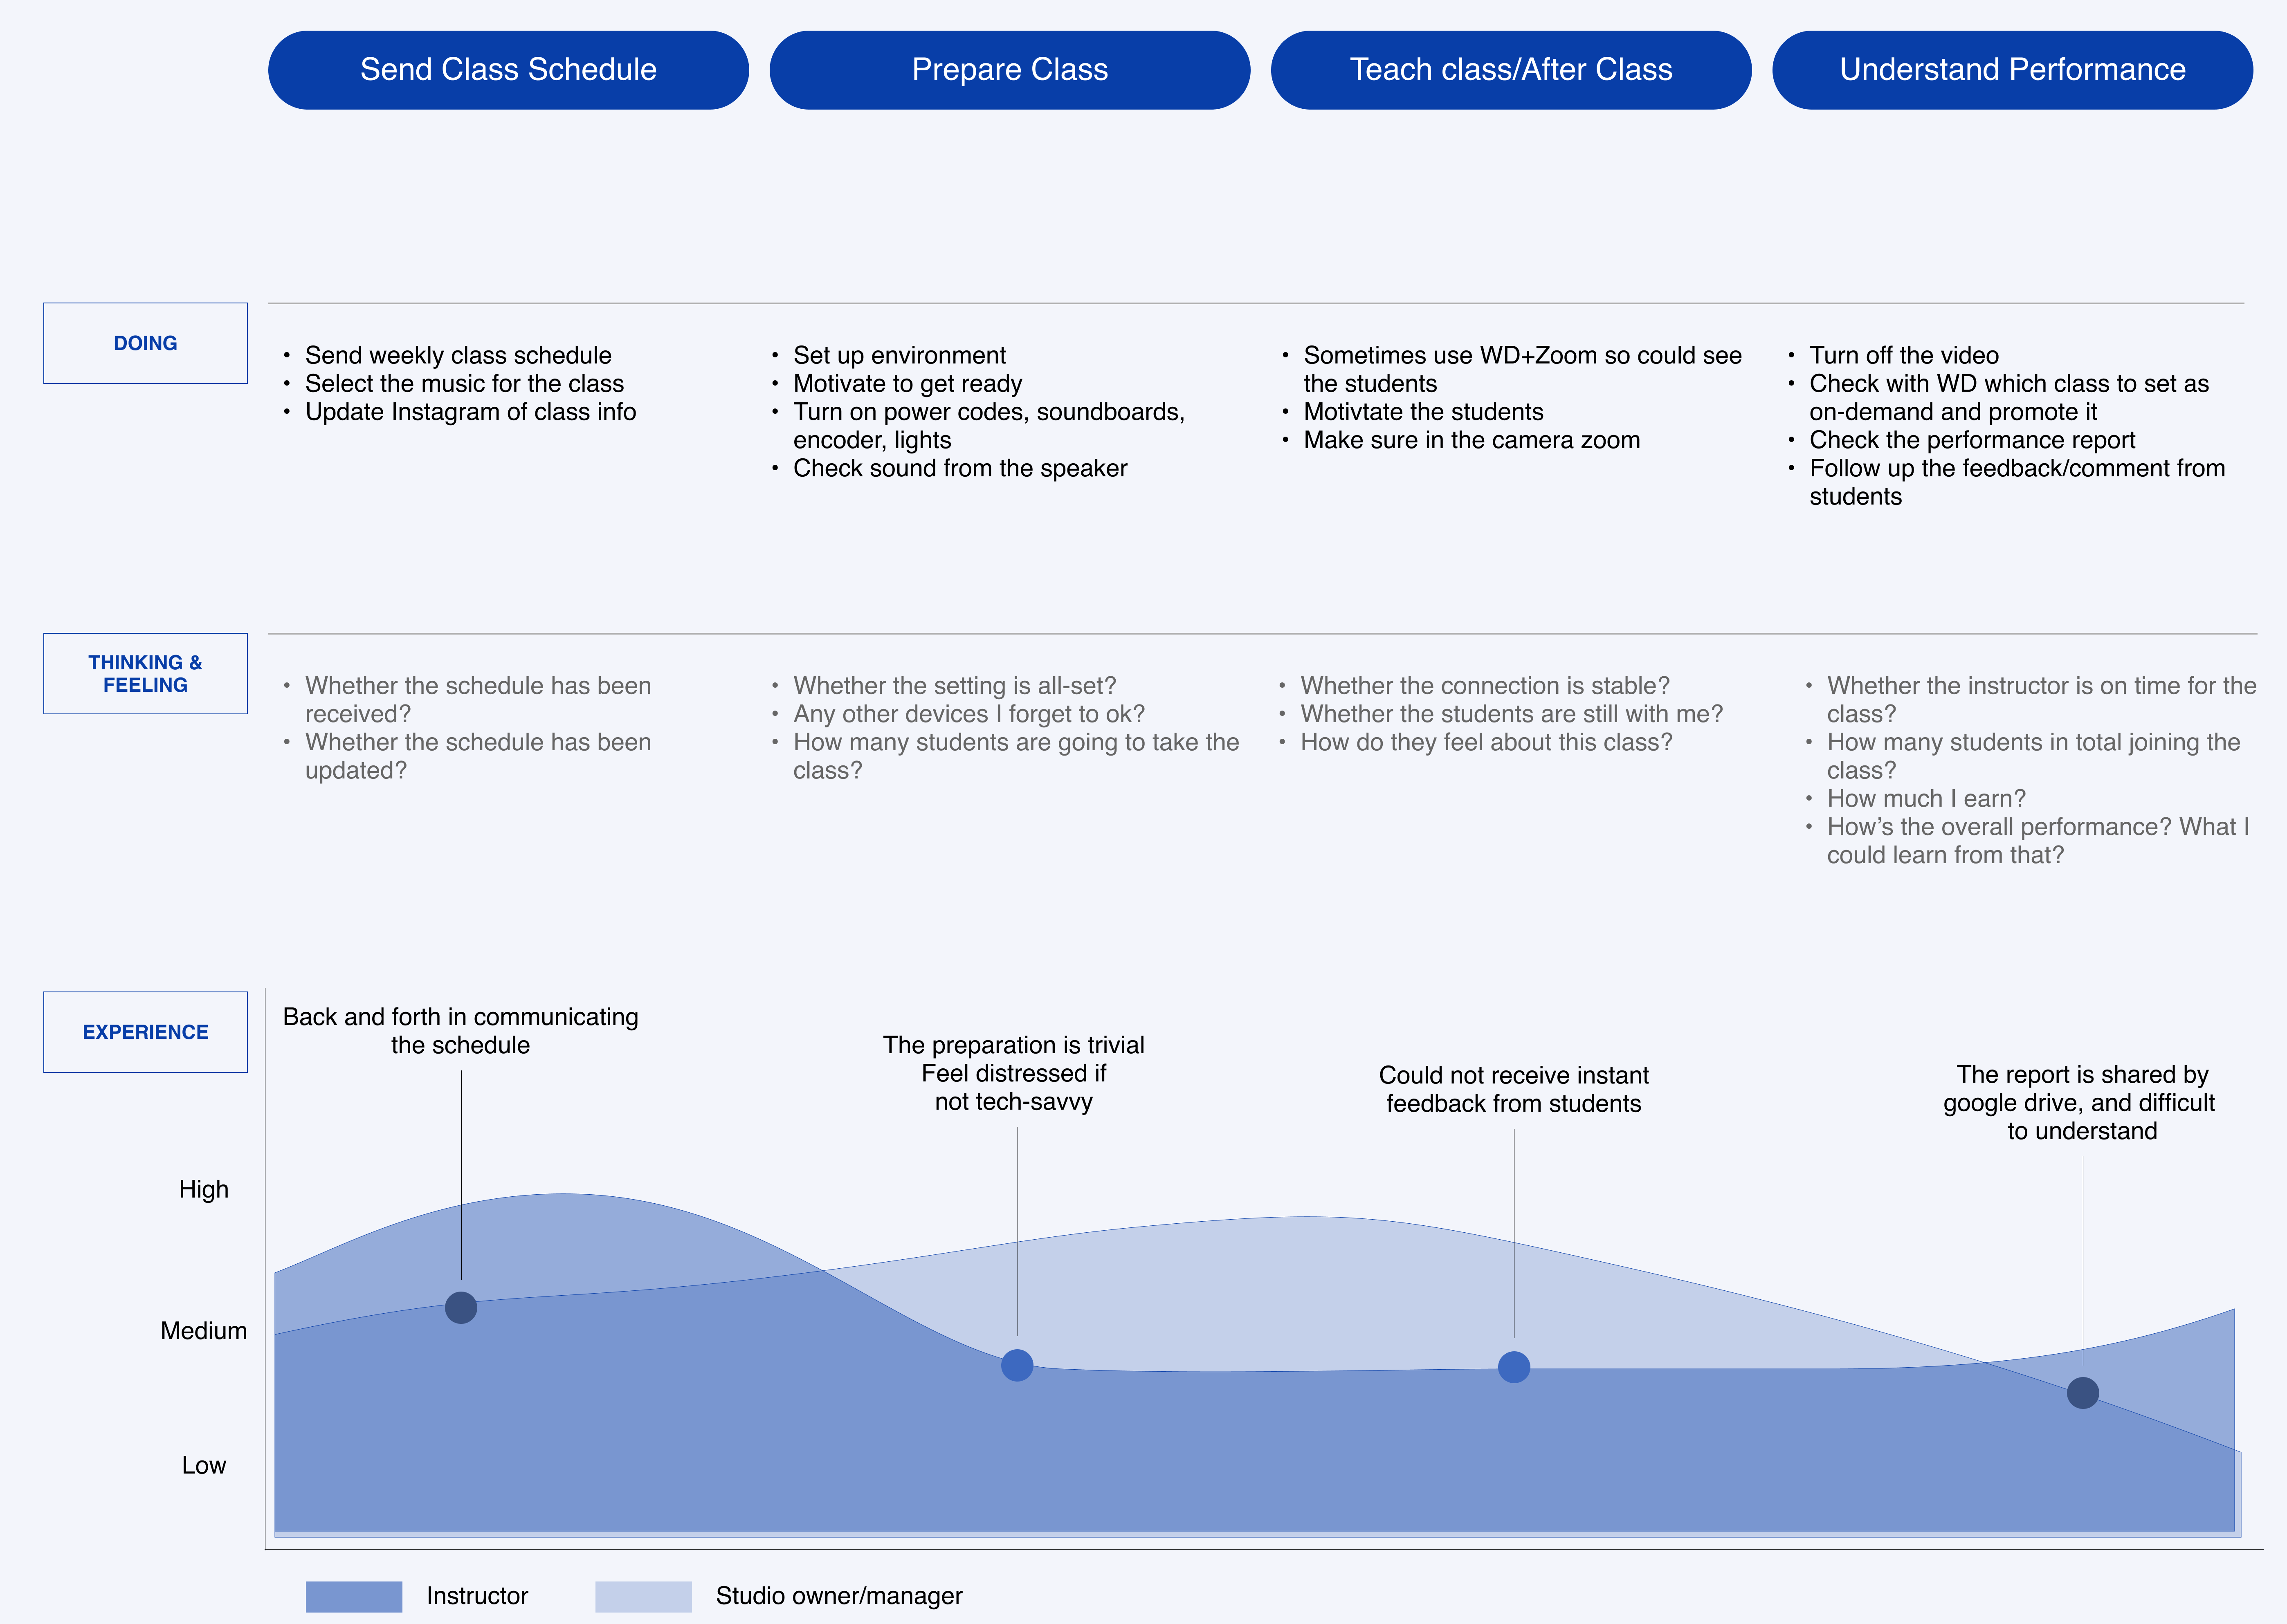 Send Class Schedule
Prepare Class
Teach class/After Class
Understand Performance
DOING
• Send weekly class schedule
• Select the music for the class
• Update Instagram of class info
• Set up environment
• Motivate to get ready
• Turn on power codes, soundboards,
encoder, lights
• Check sound from the speaker
• Sometimes use WD+Zoom so could see
the students
• Motivtate the students
• Make sure in the camera zoom
• Turn off the video
• Check with WD which class to set as
on-demand and promote it
• Check the performance report
• Follow up the feedback/comment from
students
THINKING &
FEELING
• Whether the schedule has been
received?
• Whether the schedule has been
updated?
• Whether the setting is all-set?
• Any other devices I forget to ok?
• How many students are going to take the
class?
• Whether the connection is stable?
• Whether the students are still with me?
• How do they feel about this class?
• Whether the instructor is on time for the
class?
• How many students in total joining the
class?
• How much I earn?
• How’s the overall performance? What I
could learn from that?
EXPERIENCE
Back and forth in communicating
the schedule
The preparation is trivial
Feel distressed if
not tech-savvy
Could not receive instant
feedback from students
The report is shared by
google drive, and difficult
to understand
High
Medium
Low
Instructor
Studio owner/manager